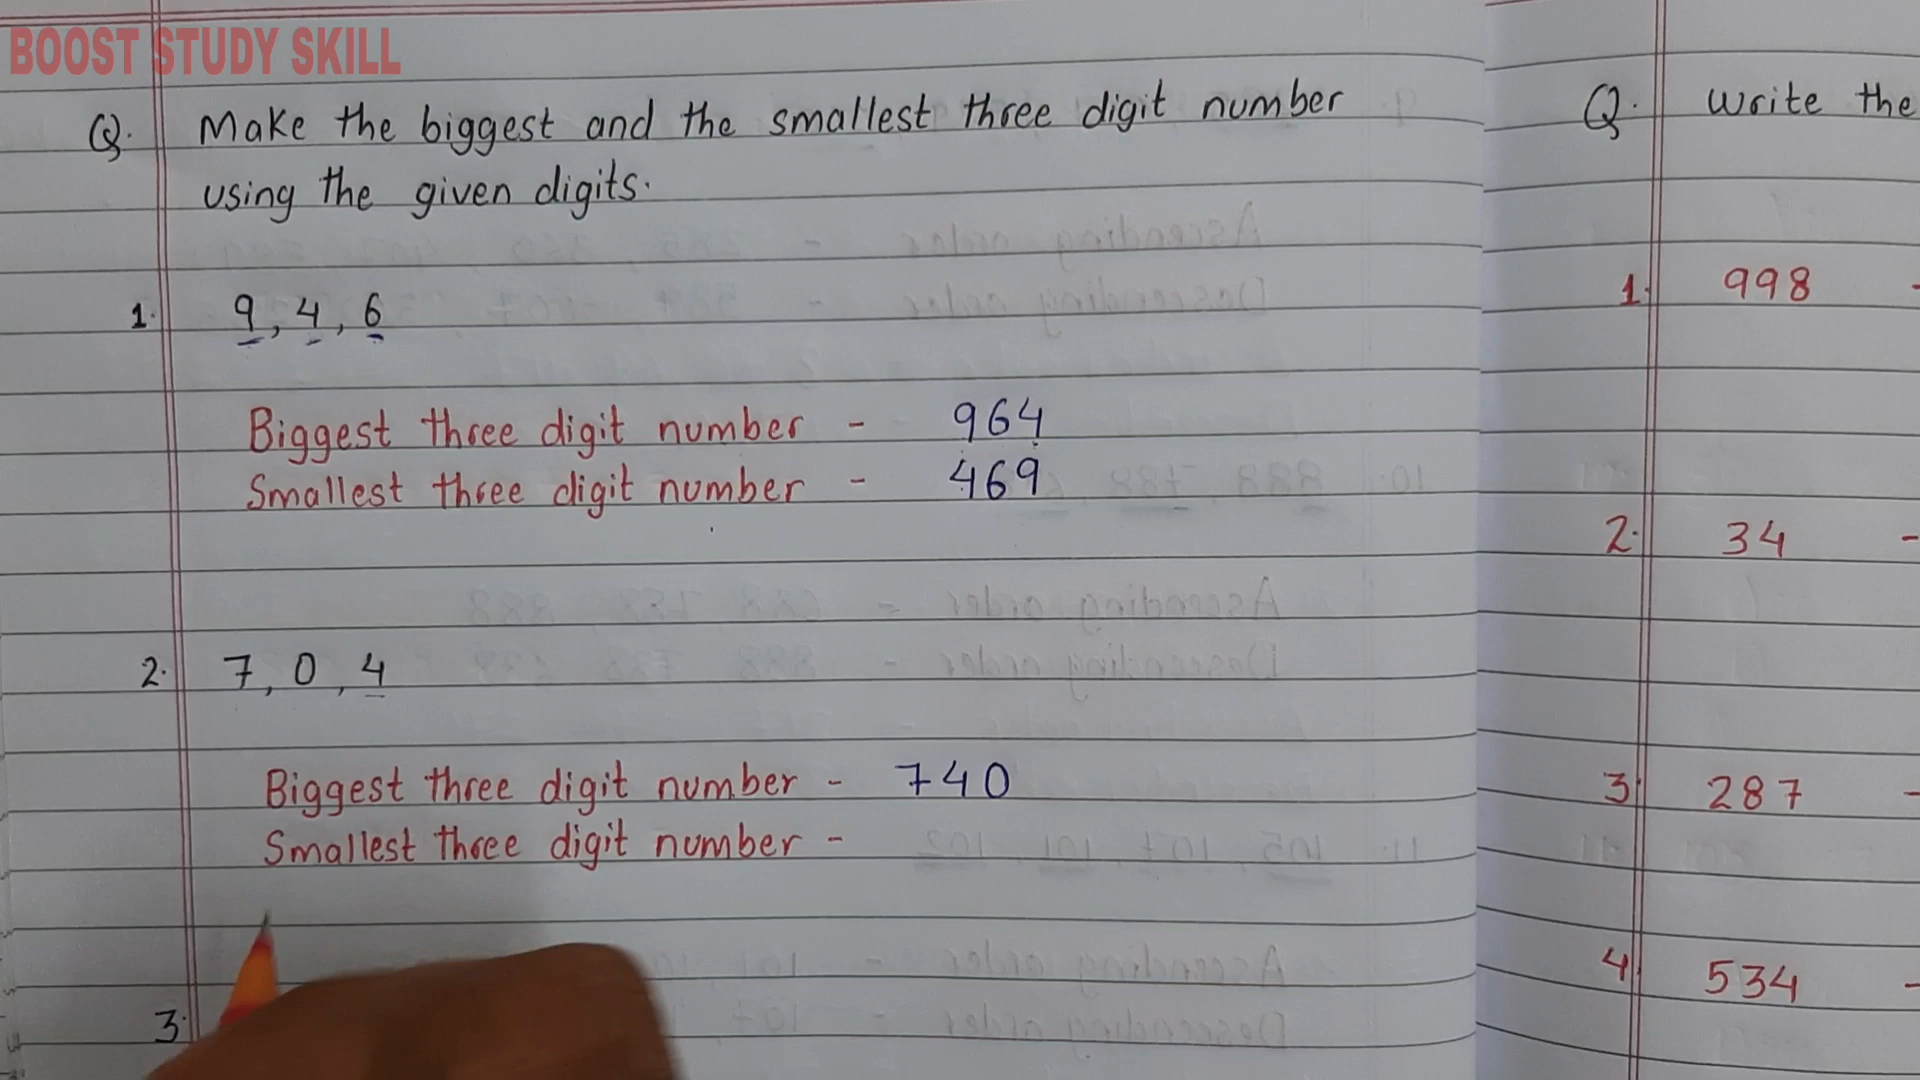 BOOST STUDY SKILL
Q. Make the biggest and the smallest three digit number
using the given digits.
1. 9, 4, 6
Biggest three digit number - 964
Smallest three digit number - 469
2. 7, 0, 4
Biggest three digit number - 740
Smallest three digit number -
3.
Q. Write the
1. 998 -
2. 34 -
3. 287 -
4. 534 -